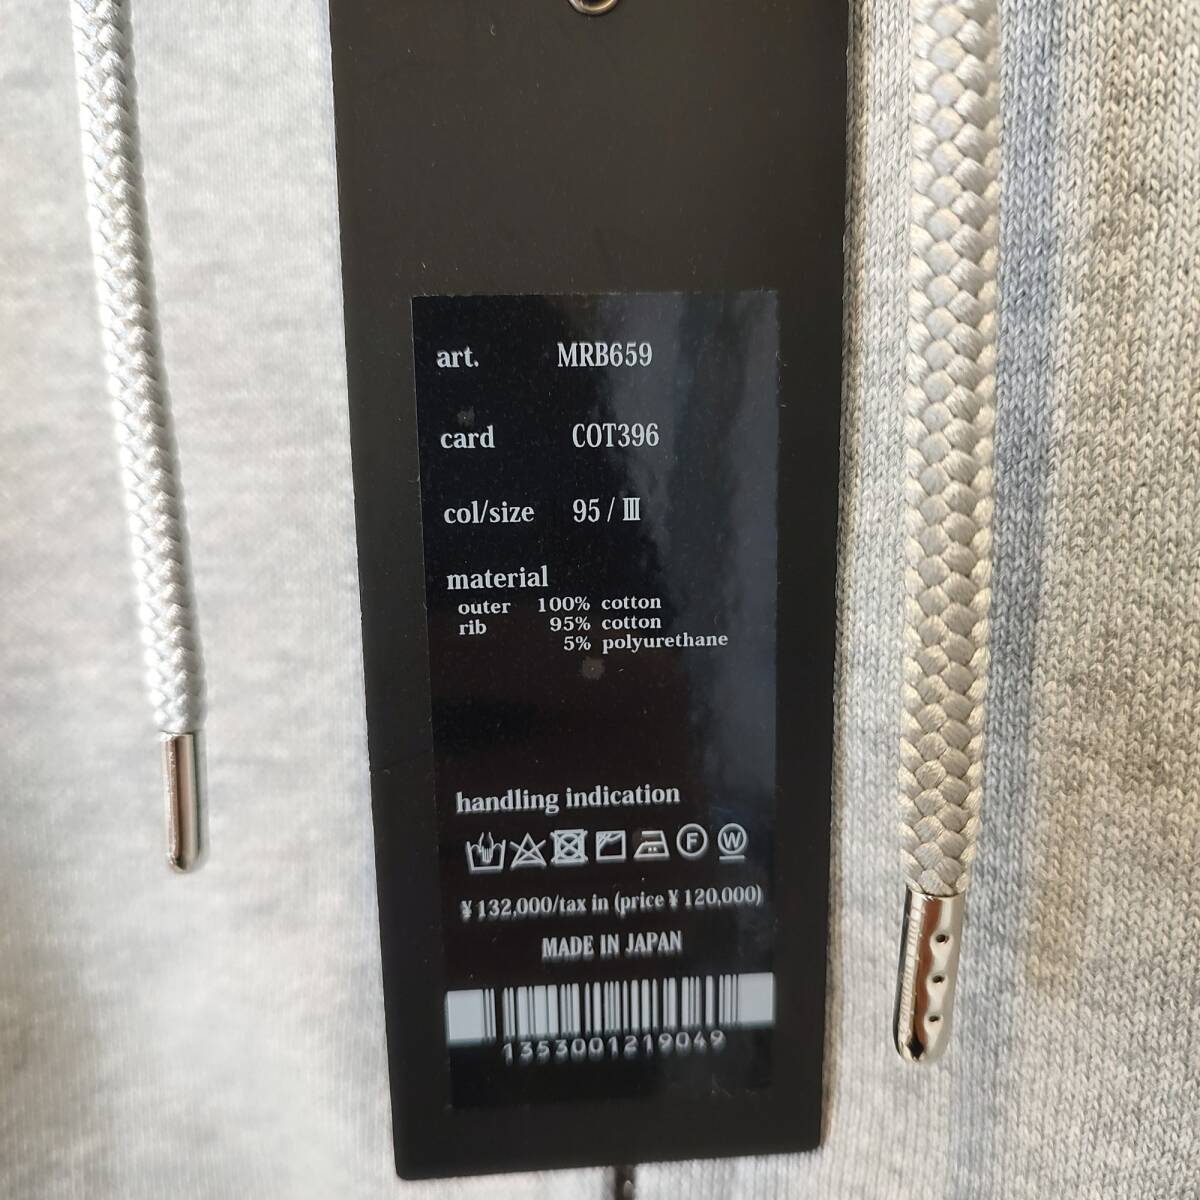 art. MRB659
card COT396
col/size 95 / Ⅲ
material
outer 100% cotton
rib 95% cotton
5% polyurethane
handling indication
F W
¥132,000/tax in (price ¥120,000)
MADE IN JAPAN
1353001219049